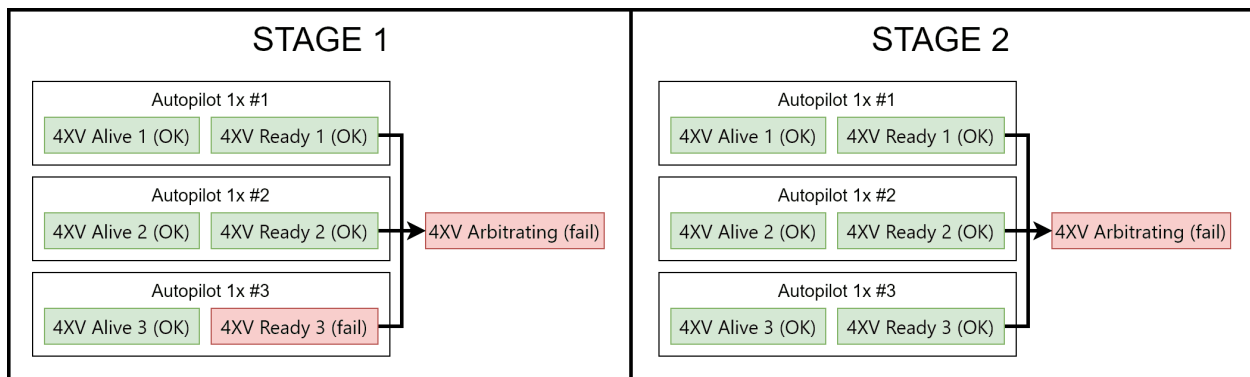 STAGE 1
Autopilot 1x #1
4XV Alive 1 (OK)
4XV Ready 1 (OK)
Autopilot 1x #2
4XV Alive 2 (OK)
4XV Ready 2 (OK)
4XV Arbitrating (fail)
Autopilot 1x #3
4XV Alive 3 (OK)
4XV Ready 3 (fail)
STAGE 2
Autopilot 1x #1
4XV Alive 1 (OK)
4XV Ready 1 (OK)
Autopilot 1x #2
4XV Alive 2 (OK)
4XV Ready 2 (OK)
4XV Arbitrating (fail)
Autopilot 1x #3
4XV Alive 3 (OK)
4XV Ready 3 (OK)